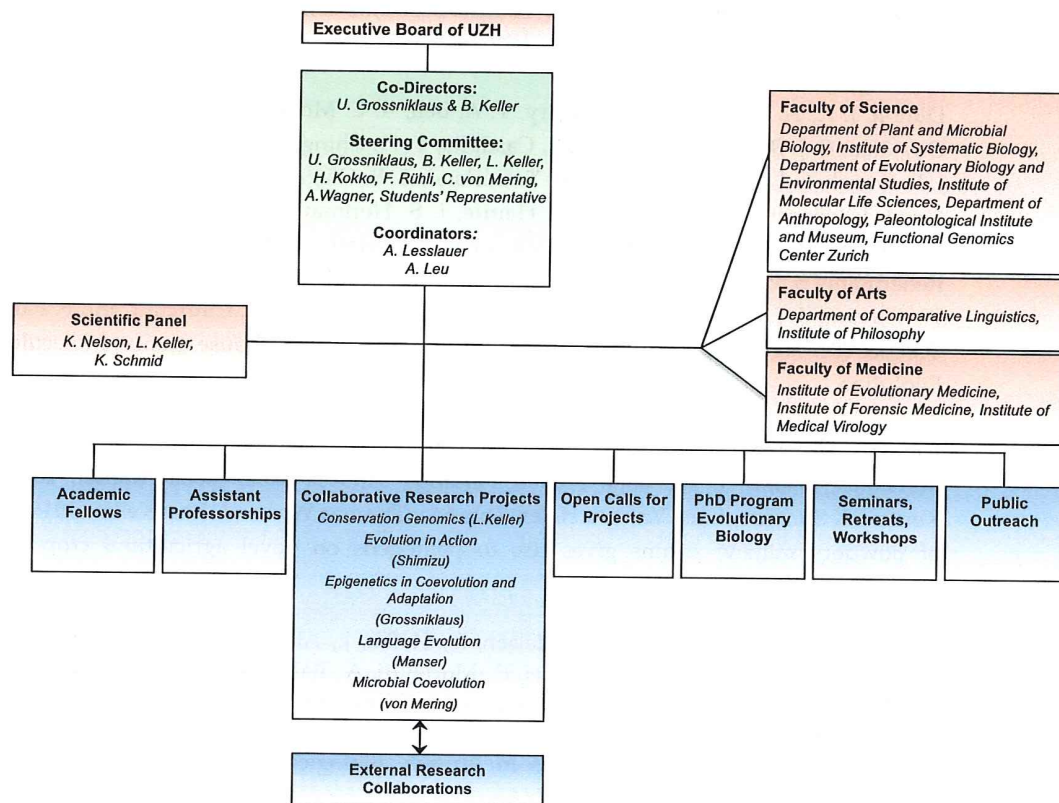 Executive Board of UZH
Co-Directors:
U. Grossniklaus & B. Keller
Steering Committee:
U. Grossniklaus, B. Keller, L. Keller,
H. Kokko, F. Rühli, C. von Mering,
A.Wagner, Students' Representative
Coordinators:
A. Lesslauer
A. Leu
Faculty of Science
Department of Plant and Microbial
Biology, Institute of Systematic Biology,
Department of Evolutionary Biology and
Environmental Studies, Institute of
Molecular Life Sciences, Department of
Anthropology, Paleontological Institute
and Museum, Functional Genomics
Center Zurich
Faculty of Arts
Department of Comparative Linguistics,
Institute of Philosophy
Faculty of Medicine
Institute of Evolutionary Medicine,
Institute of Forensic Medicine, Institute of
Medical Virology
Scientific Panel
K. Nelson, L. Keller,
K. Schmid
Academic
Fellows
Assistant
Professorships
Collaborative Research Projects
Conservation Genomics (L.Keller)
Evolution in Action
(Shimizu)
Epigenetics in Coevolution and
Adaptation
(Grossniklaus)
Language Evolution
(Manser)
Microbial Coevolution
(von Mering)
Open Calls for
Projects
PhD Program
Evolutionary
Biology
Seminars,
Retreats,
Workshops
Public
Outreach
External Research
Collaborations